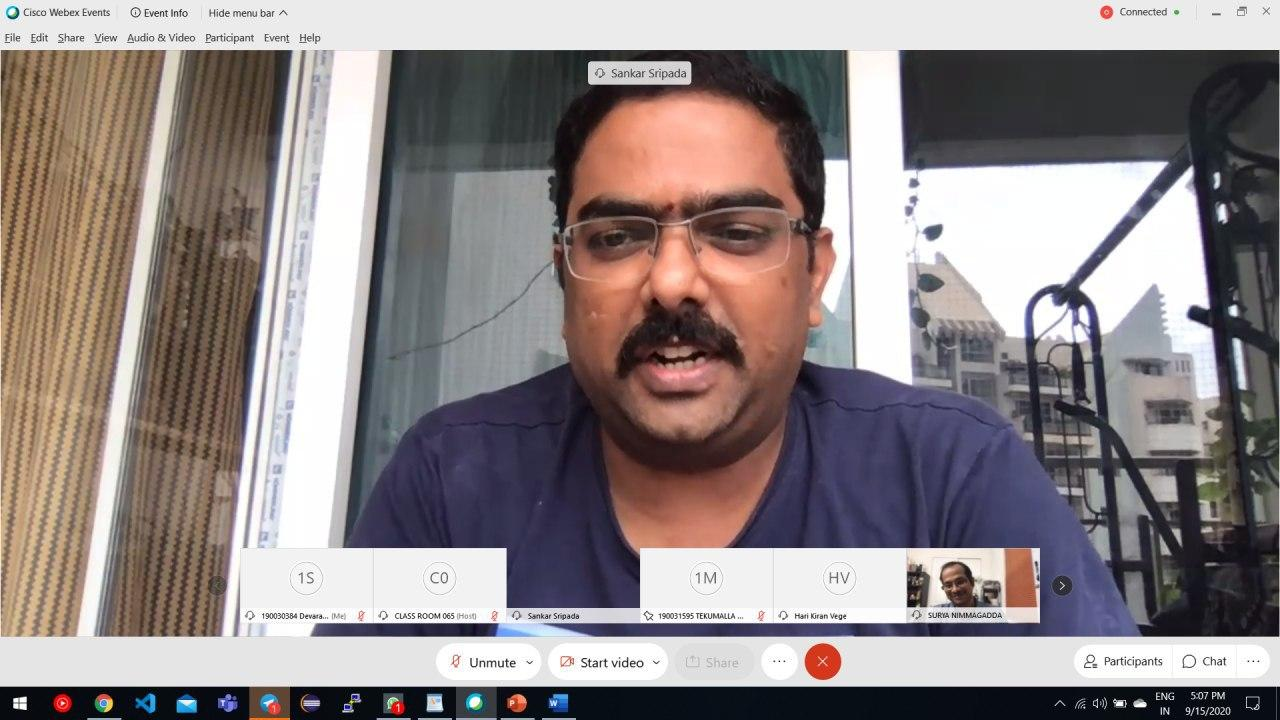 Cisco Webex Events
Event Info
Hide menu bar
Connected
File Edit Share View Audio & Video Participant Event Help
Sankar Sripada
1S
C0
1M
HV
190030384 Devara... (Me)
CLASS ROOM 065 (Host)
Sankar Sripada
190031595 TEKUMALLA ...
Hari Kiran Vege
SURYA NIMMAGADDA
Unmute
Start video
Share
Participants
Chat
1
1
ENG
IN
5:07 PM
9/15/2020